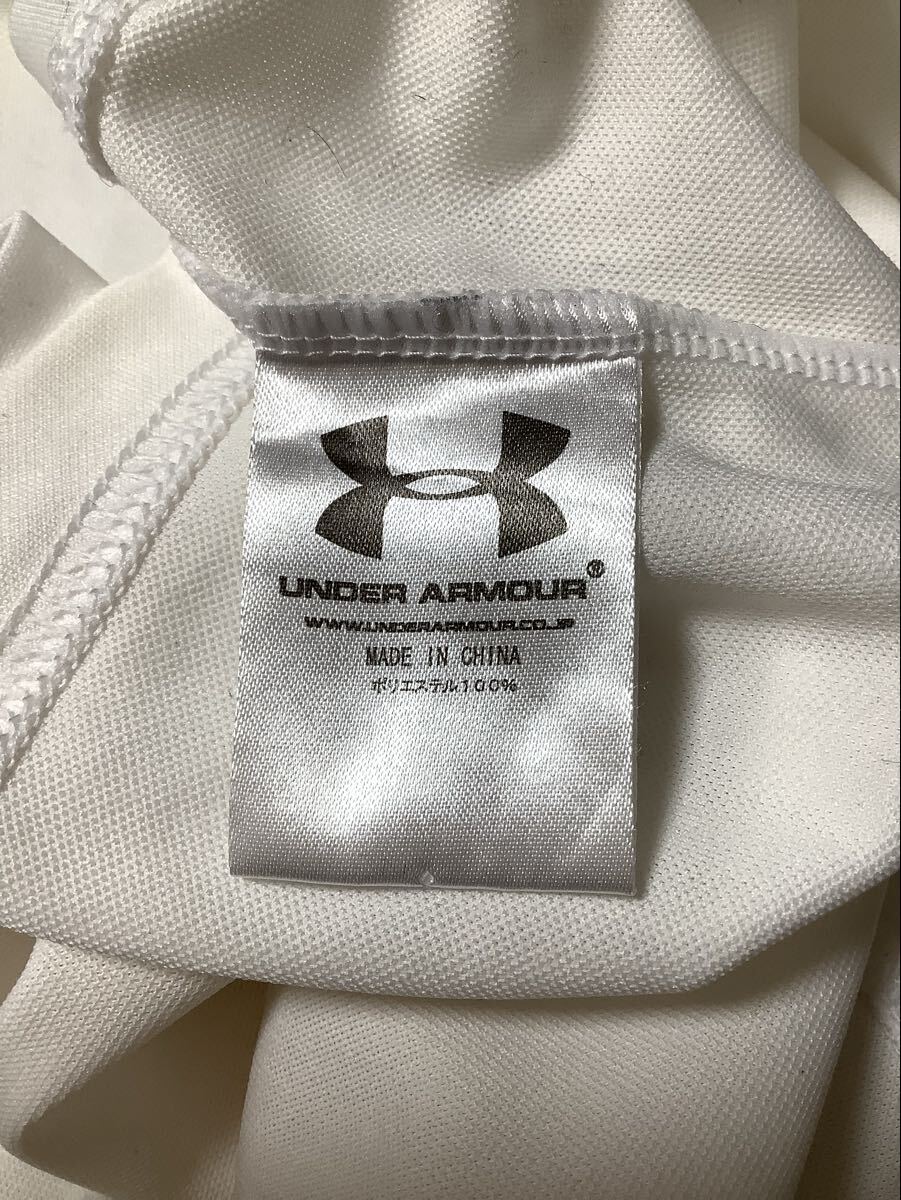 UNDER ARMOUR®
WWW.UNDERARMOUR.CO.JP
MADE IN CHINA
ポリエステル100%